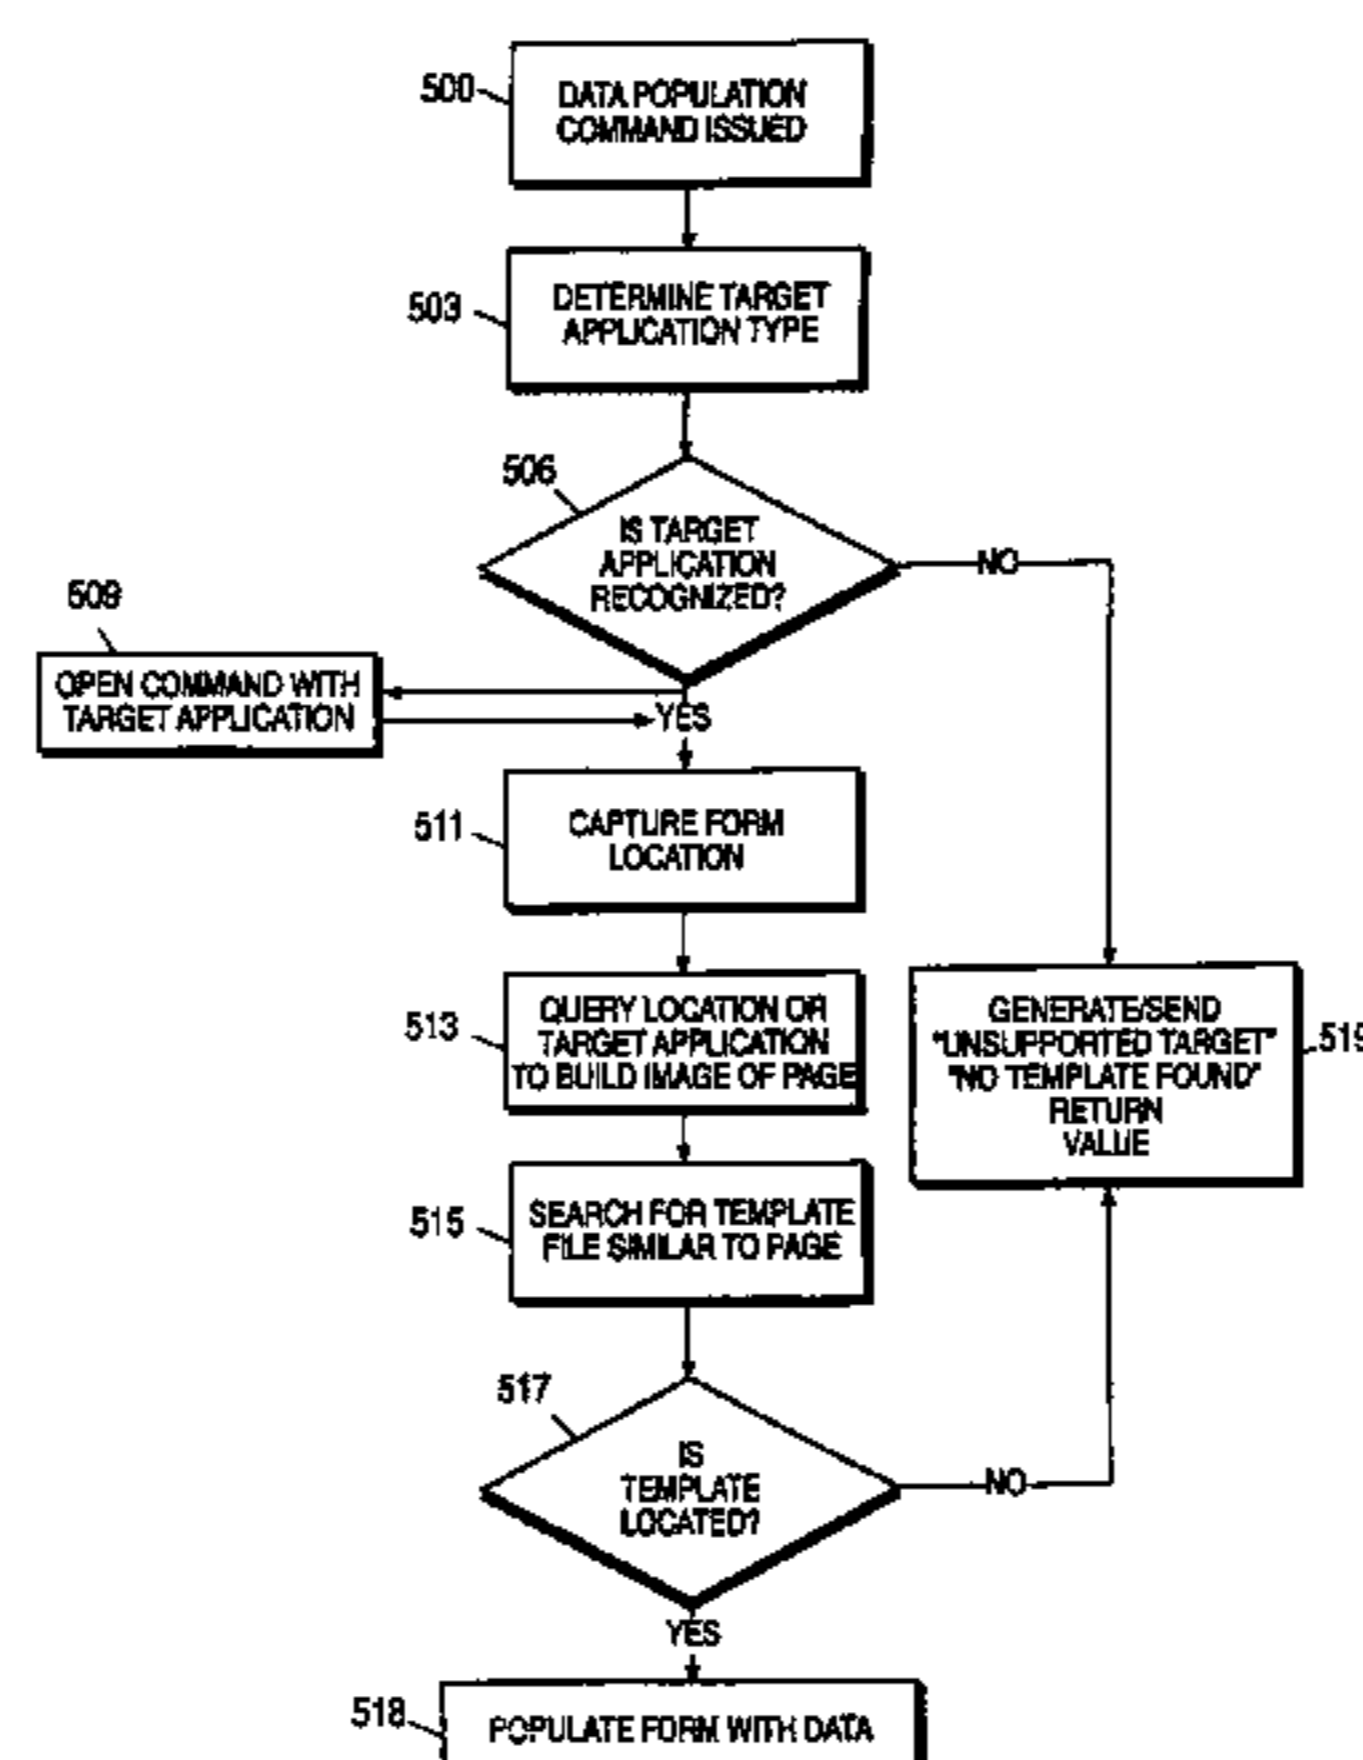 500
DATA POPULATION
COMMAND ISSUED
503
DETERMINE TARGET
APPLICATION TYPE
506
IS TARGET
APPLICATION
RECOGNIZED?
NO
509
OPEN COMMAND WITH
TARGET APPLICATION
YES
511
CAPTURE FORM
LOCATION
513
QUERY LOCATION OR
TARGET APPLICATION
TO BUILD IMAGE OF PAGE
GENERATE/SEND
"UNSUPPORTED TARGET"
"NO TEMPLATE FOUND"
RETURN
VALUE
519
515
SEARCH FOR TEMPLATE
FILE SIMILAR TO PAGE
517
IS
TEMPLATE
LOCATED?
NO
YES
518
POPULATE FORM WITH DATA